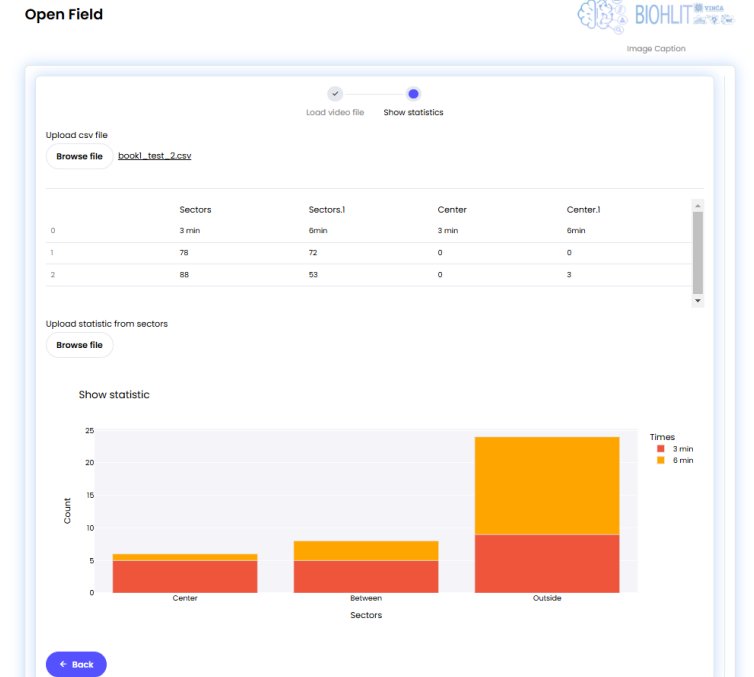 Open Field
BIOHLIT
VINCA
Image Caption
Load video file
Show statistics
Upload csv file
Browse file
book1_test_2.csv
Sectors Sectors.1 Center Center.1
0 3 min 6min 3 min 6min
1 78 72 0 0
2 88 53 0 3
Upload statistic from sectors
Browse file
Show statistic
25
20
15
10
5
0
Count
Center Between Outside
Sectors
Times
3 min
6 min
← Back